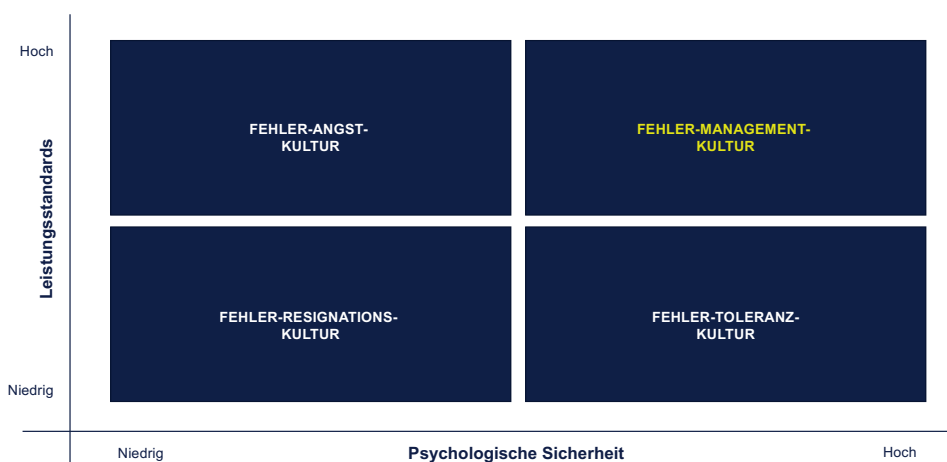 Hoch
FEHLER-ANGST-
KULTUR
FEHLER-MANAGEMENT-
KULTUR
Leistungsstandards
FEHLER-RESIGNATIONS-
KULTUR
FEHLER-TOLERANZ-
KULTUR
Niedrig
Niedrig
Psychologische Sicherheit
Hoch